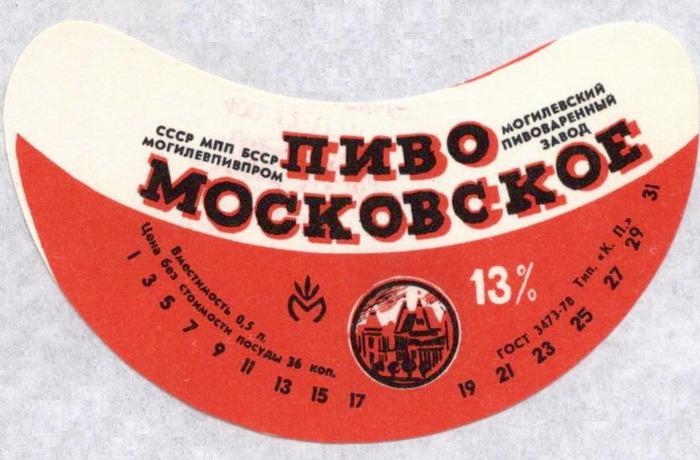 СССР МПП БССР
МОГИЛЕВПИВПРОМ
ПИВО
МОГИЛЕВСКИЙ
ПИВОВАРЕННЫЙ
ЗАВОД
МОСКОВСКОЕ
Вместимость 0,5 л.
Цена без стоимости посуды 36 коп.
13%
ГОСТ 3473-78 Тип. «К. П.»
1 3 5 7 9 11 13 15 17 19 21 23 25 27 29 31